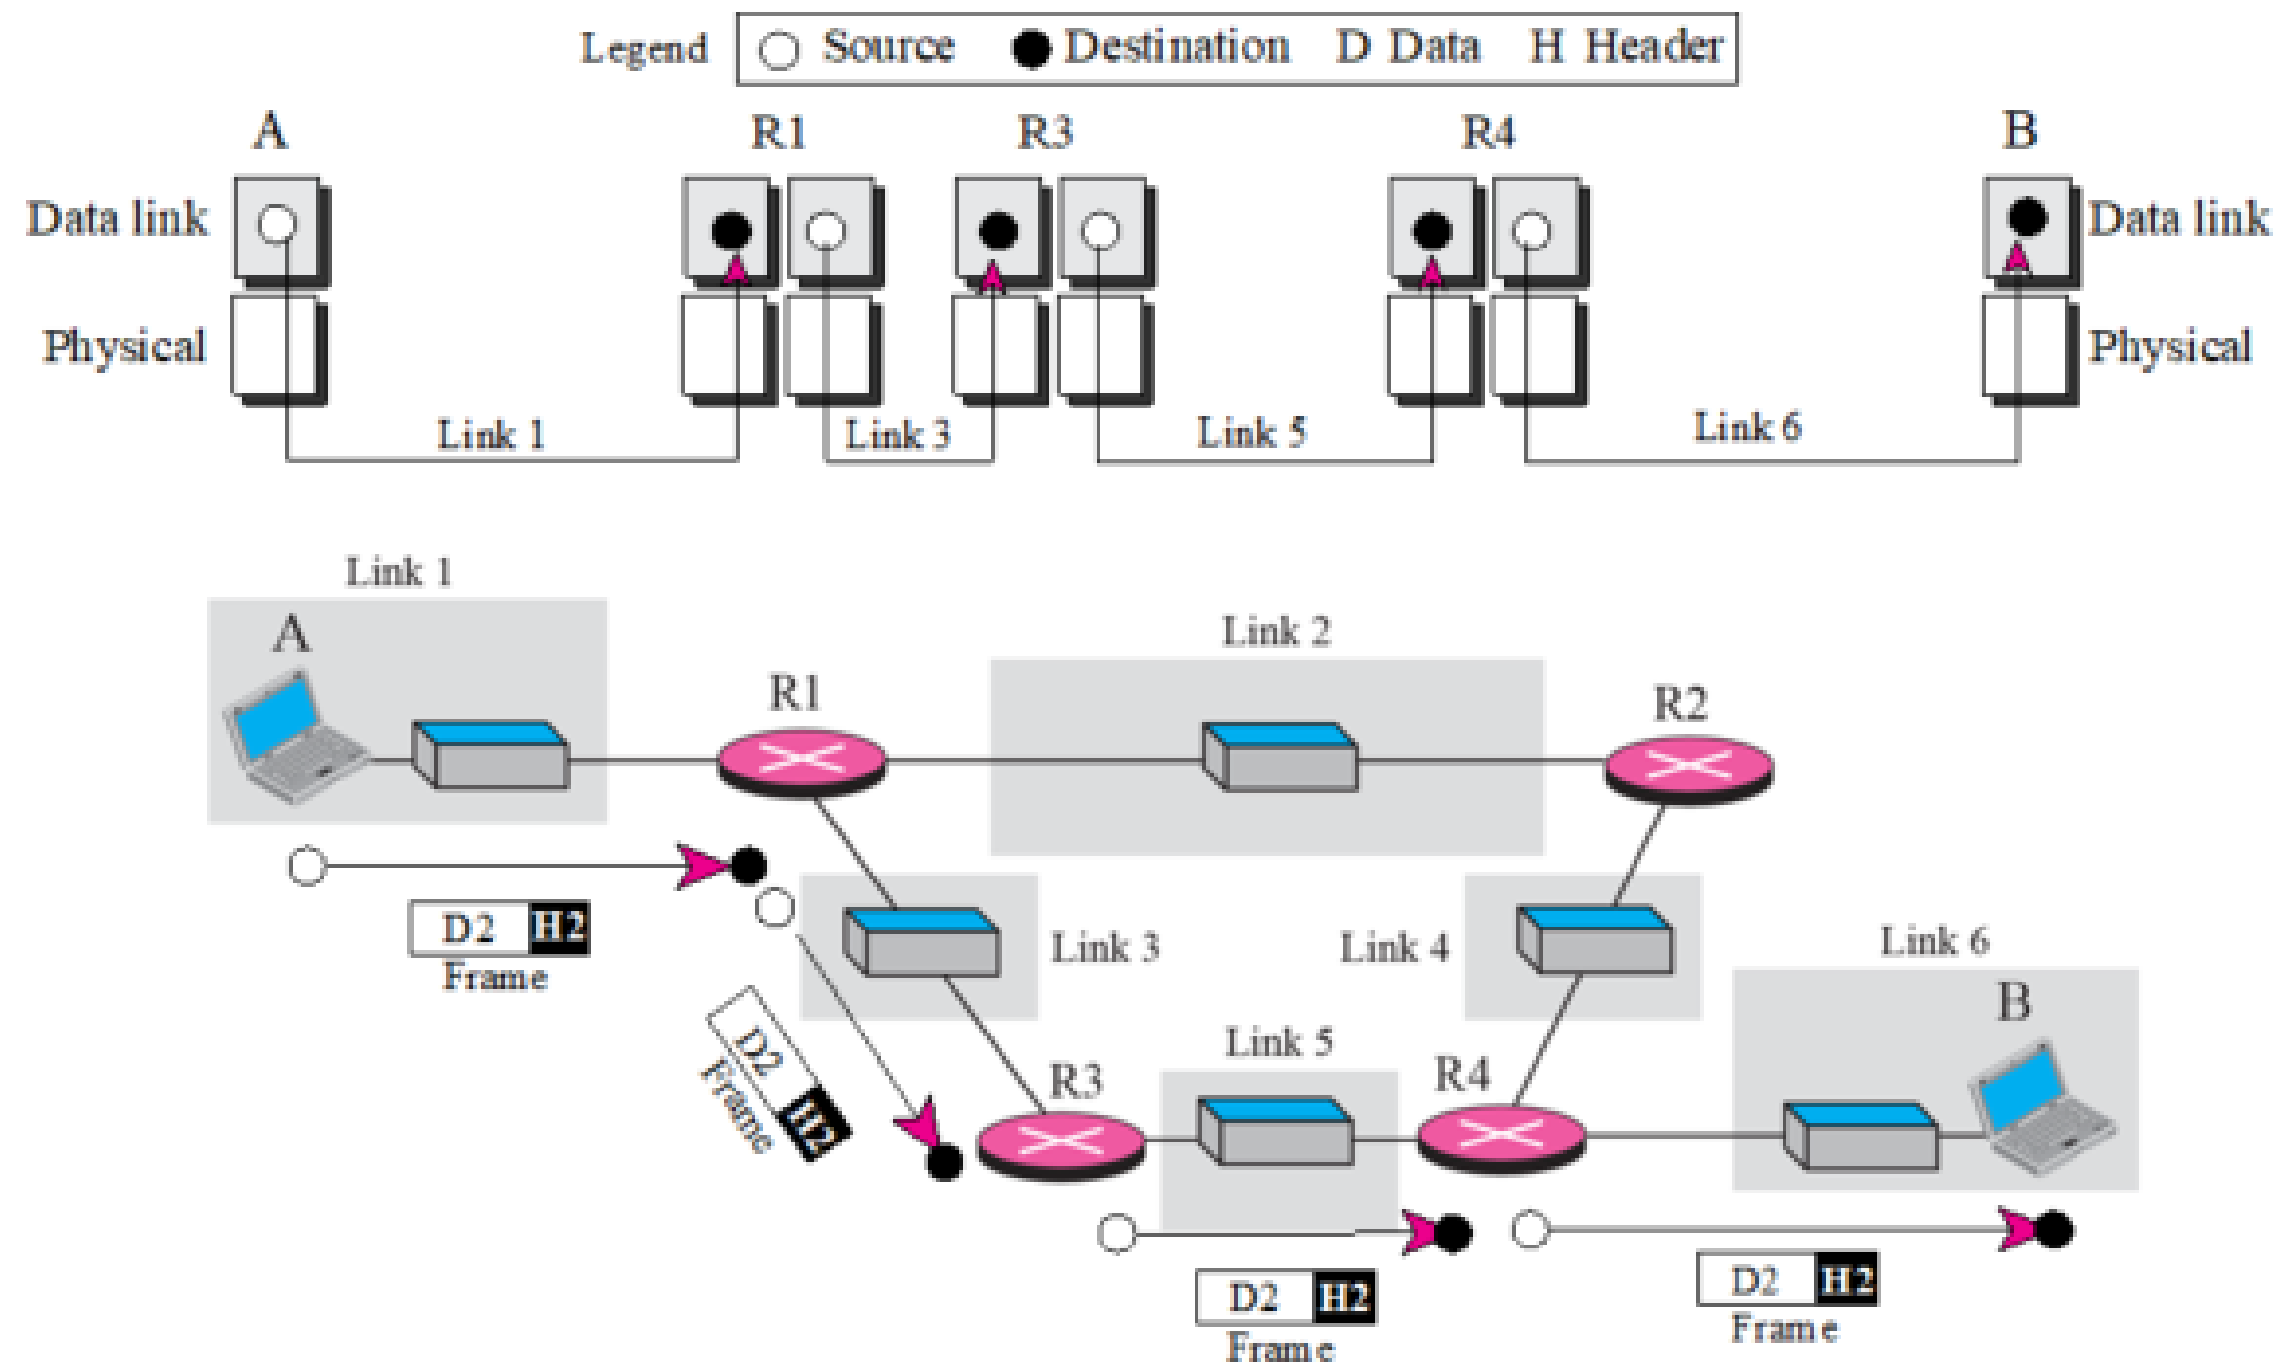 Legend Source Destination D Data H Header
A R1 R3 R4 B
Data link Data link
Physical Physical
Link 1 Link 3 Link 5 Link 6
Link 1
A
Link 2
R1 R2
D2 H2
Frame
Link 3 Link 4 Link 6
B
D2 H2
Frame
Link 5
R3 R4
D2 H2
Frame
D2 H2
Frame